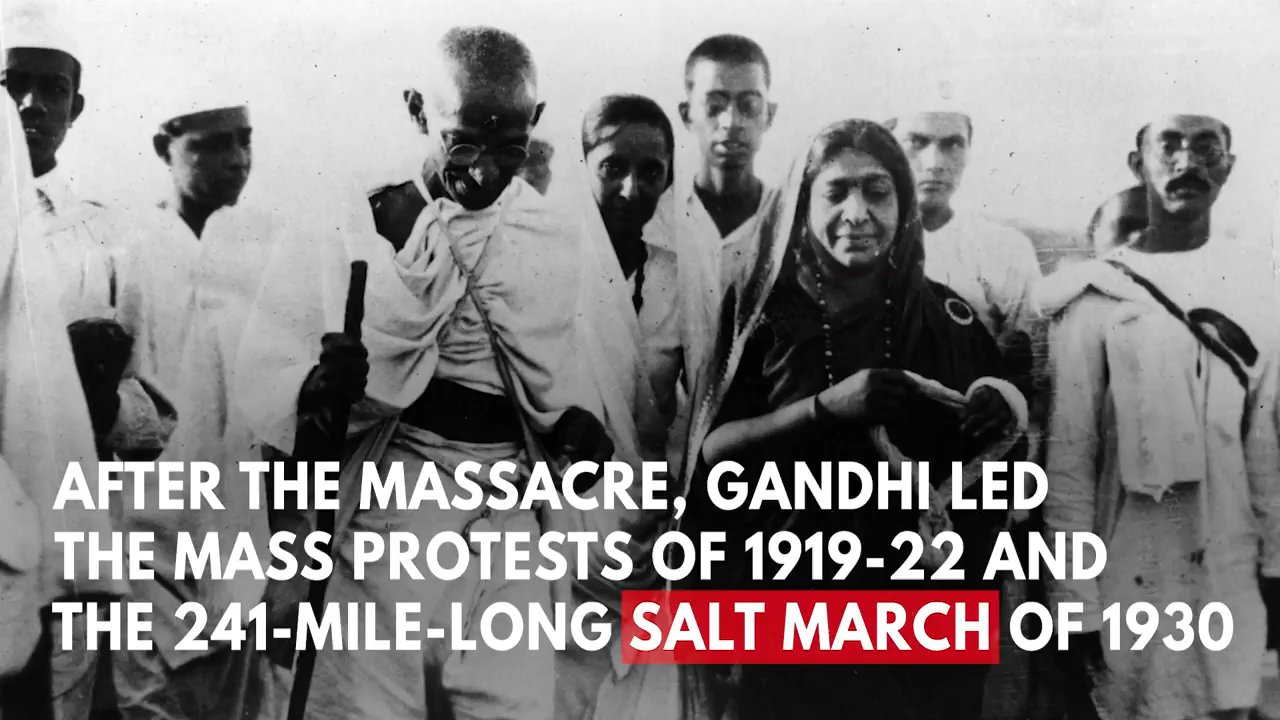 AFTER THE MASSACRE, GANDHI LED
THE MASS PROTESTS OF 1919-22 AND
THE 241-MILE-LONG SALT MARCH OF 1930